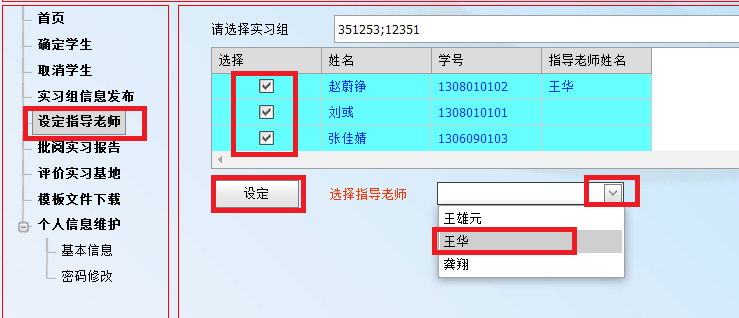 首页
确定学生
取消学生
实习组信息发布
设定指导老师
批阅实习报告
评价实习基地
模板文件下载
个人信息维护
基本信息
密码修改
请选择实习组 351253;12351
选择 姓名 学号 指导老师姓名
赵蔚铮 1308010102 王华
刘彧 1308010101
张佳婧 1306090103
设定 选择指导老师
王雄元
王华
龚翔